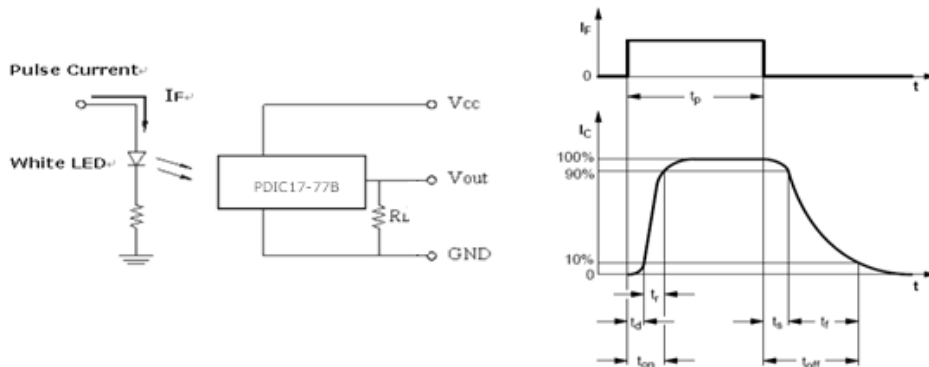 Pulse Current
IF
White LED
PDIC17-77B
Vcc
Vout
RL
GND
IF
0
t
tp
IC
100%
90%
10%
0
t
tr
td
ts
tf
ton
toff